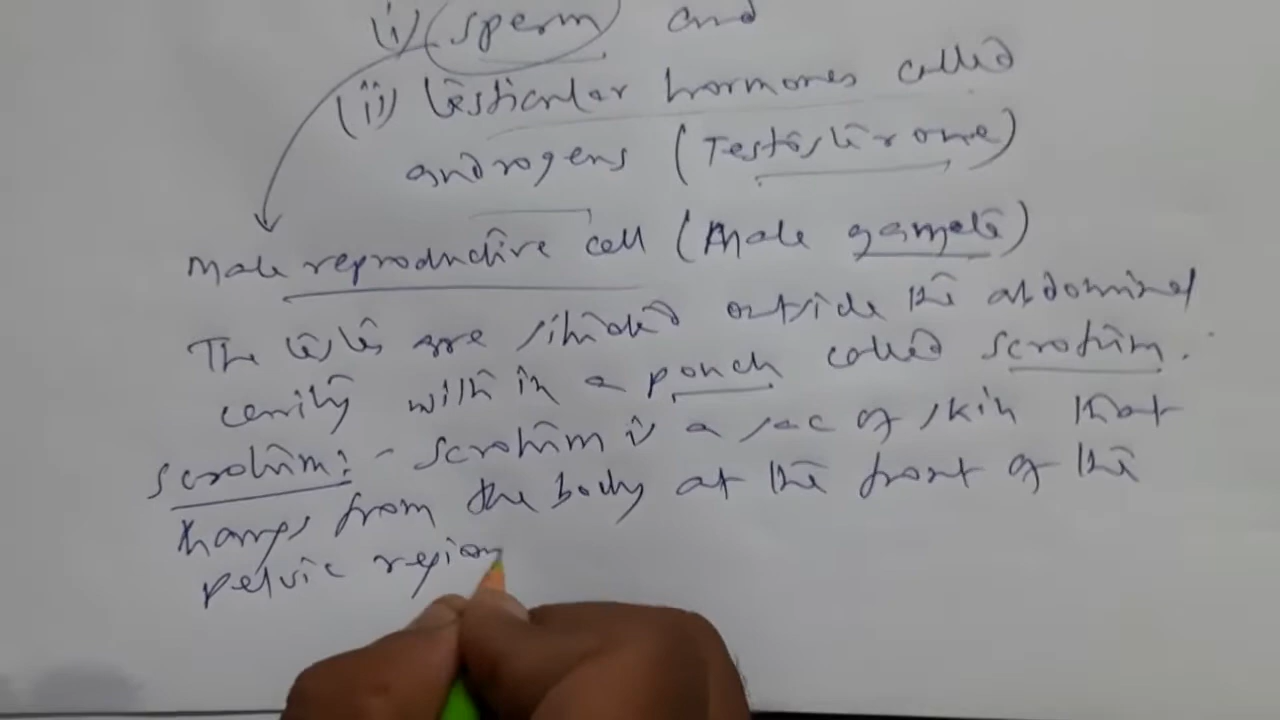 (i) sperm and
(ii) testicular hormones called
androgens (Testosterone)
Male reproductive cell (Male gamete)
The testes are situated outside the abdominal
cavity with in a pouch called scrotum.
scrotum:- scrotum is a sac of skin that
hangs from the body at the front of the
pelvic region